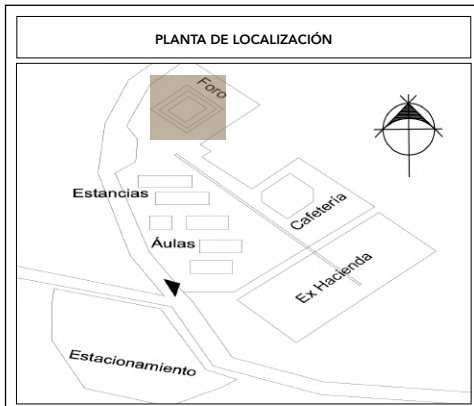 PLANTA DE LOCALIZACIÓN
Foro
Estancias
Cafetería
Áulas
Ex Hacienda
Estacionamiento